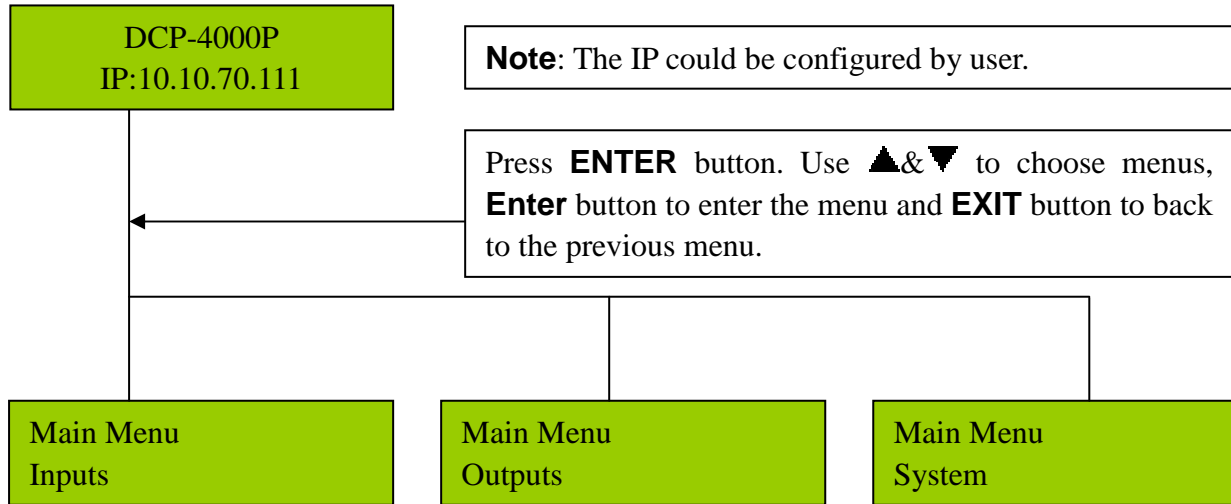 DCP-4000P
IP:10.10.70.111
Note: The IP could be configured by user.
Press ENTER button. Use ▲&▼ to choose menus,
Enter button to enter the menu and EXIT button to back
to the previous menu.
Main Menu
Inputs
Main Menu
Outputs
Main Menu
System